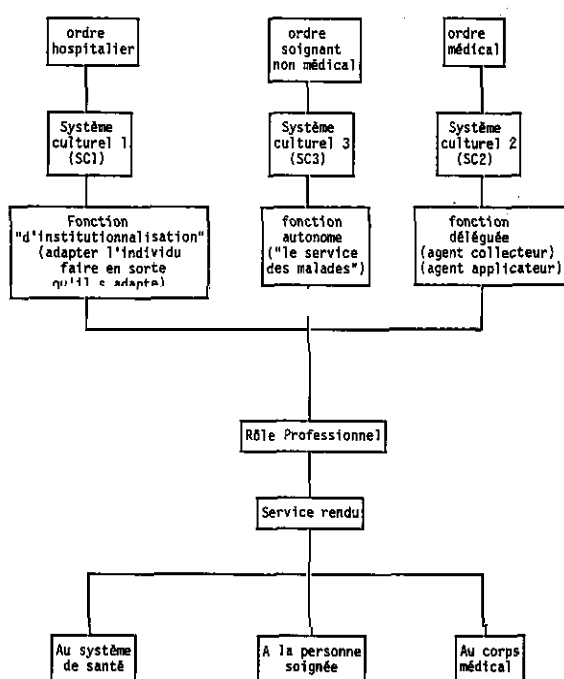 ordre
hospitalier
ordre
soignant
non médical
ordre
médical
Système
culturel 1
(SC1)
Système
culturel 3
(SC3)
Système
culturel 2
(SC2)
Fonction
"d'institutionnalisation"
(adapter l'individu
faire en sorte
qu'il s adapte)
fonction
autonome
("le service
des malades")
fonction
déléguée
(agent collecteur)
(agent applicateur)
Rôle Professionnel
Service rendu
Au système
de santé
A la personne
soignée
Au corps
médical